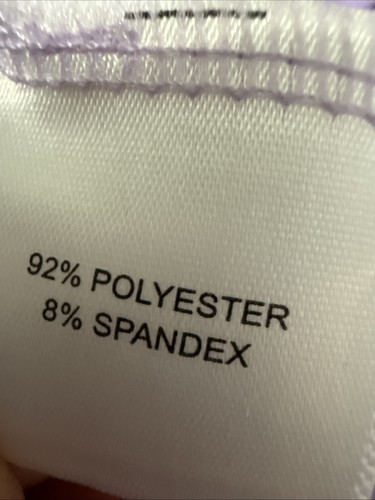 92% POLYESTER
8% SPANDEX